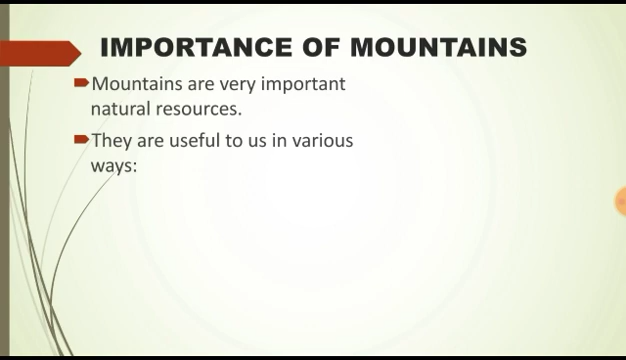 IMPORTANCE OF MOUNTAINS
Mountains are very important
natural resources.
They are useful to us in various
ways: